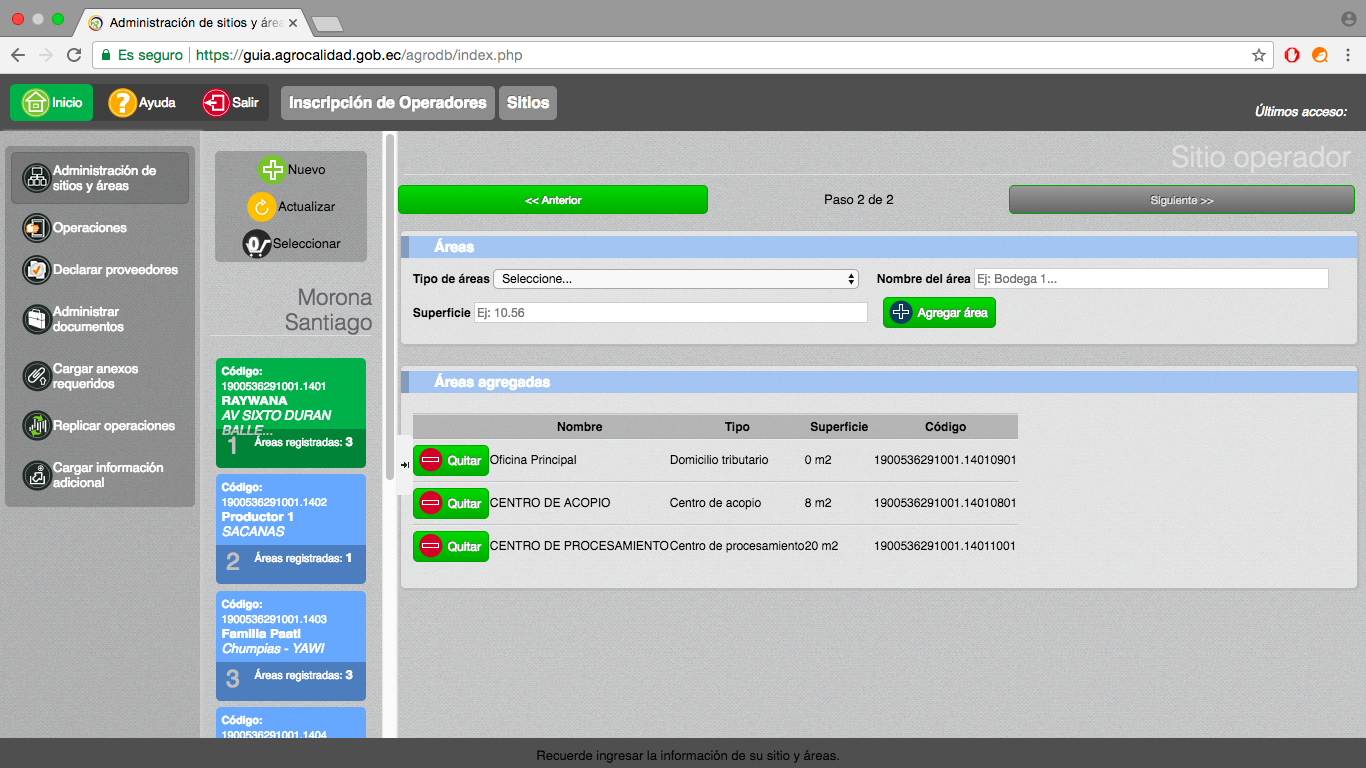 Administración de sitios y áre
Es seguro
https://guia.agrocalidad.gob.ec/agrodb/index.php
Inicio
Ayuda
Salir
Inscripción de Operadores
Sitios
Últimos acceso:
Administración de
sitios y áreas
Operaciones
Declarar proveedores
Administrar
documentos
Cargar anexos
requeridos
Replicar operaciones
Cargar información
adicional
Nuevo
Actualizar
Seleccionar
Morona
Santiago
Código:
1900536291001.1401
RAYWANA
AV SIXTO DURAN
BALLE...
1 Áreas registradas: 3
Código:
1900536291001.1402
Productor 1
SACANAS
2 Áreas registradas: 1
Código:
1900536291001.1403
Familia Paati
Chumpias - YAWI
3 Áreas registradas: 3
Código:
1900536291001.1404
Sitio operador
<< Anterior
Paso 2 de 2
Siguiente >>
Áreas
Tipo de áreas Seleccione... Nombre del área Ej: Bodega 1...
Superficie Ej: 10.56 Agregar área
Áreas agregadas
Nombre Tipo Superficie Código
Quitar Oficina Principal Domicilio tributario 0 m2 1900536291001.14010901
Quitar CENTRO DE ACOPIO Centro de acopio 8 m2 1900536291001.14010801
Quitar CENTRO DE PROCESAMIENTO Centro de procesamiento 20 m2 1900536291001.14011001
Recuerde ingresar la información de su sitio y áreas.